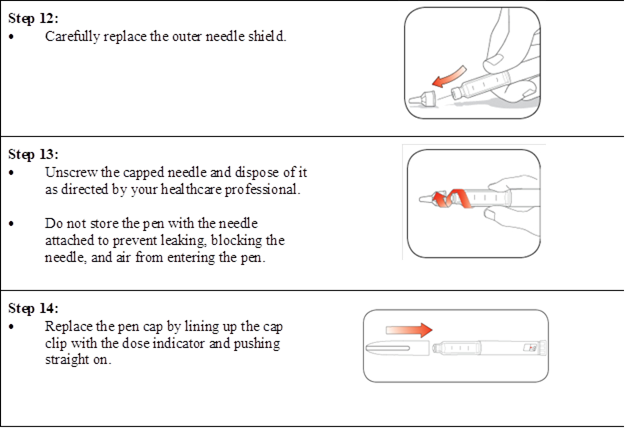 Step 12:
• Carefully replace the outer needle shield.
Step 13:
• Unscrew the capped needle and dispose of it
as directed by your healthcare professional.
• Do not store the pen with the needle
attached to prevent leaking, blocking the
needle, and air from entering the pen.
Step 14:
• Replace the pen cap by lining up the cap
clip with the dose indicator and pushing
straight on.